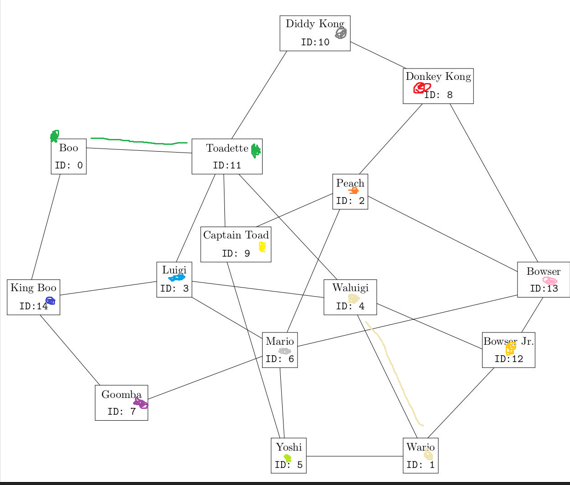 Diddy Kong
ID:10
Donkey Kong
ID: 8
Boo
ID: 0
Toadette
ID:11
Peach
ID: 2
Captain Toad
ID: 9
Luigi
ID: 3
King Boo
ID:14
Waluigi
ID: 4
Bowser
ID:13
Mario
ID: 6
Bowser Jr.
ID:12
Goomba
ID: 7
Yoshi
ID: 5
Wario
ID: 1